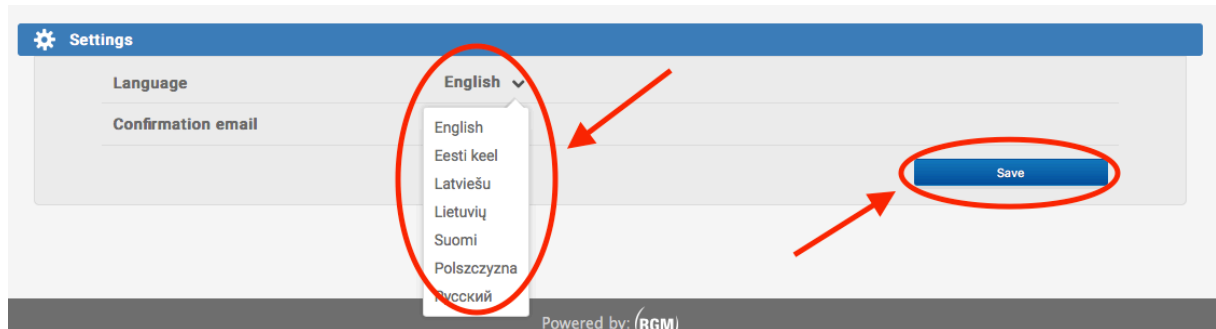 Settings
Language English
English
Confirmation email
Eesti keel
Latviešu
Save
Lietuvių
Suomi
Polszczyzna
Русский
Powered by: (RGM)